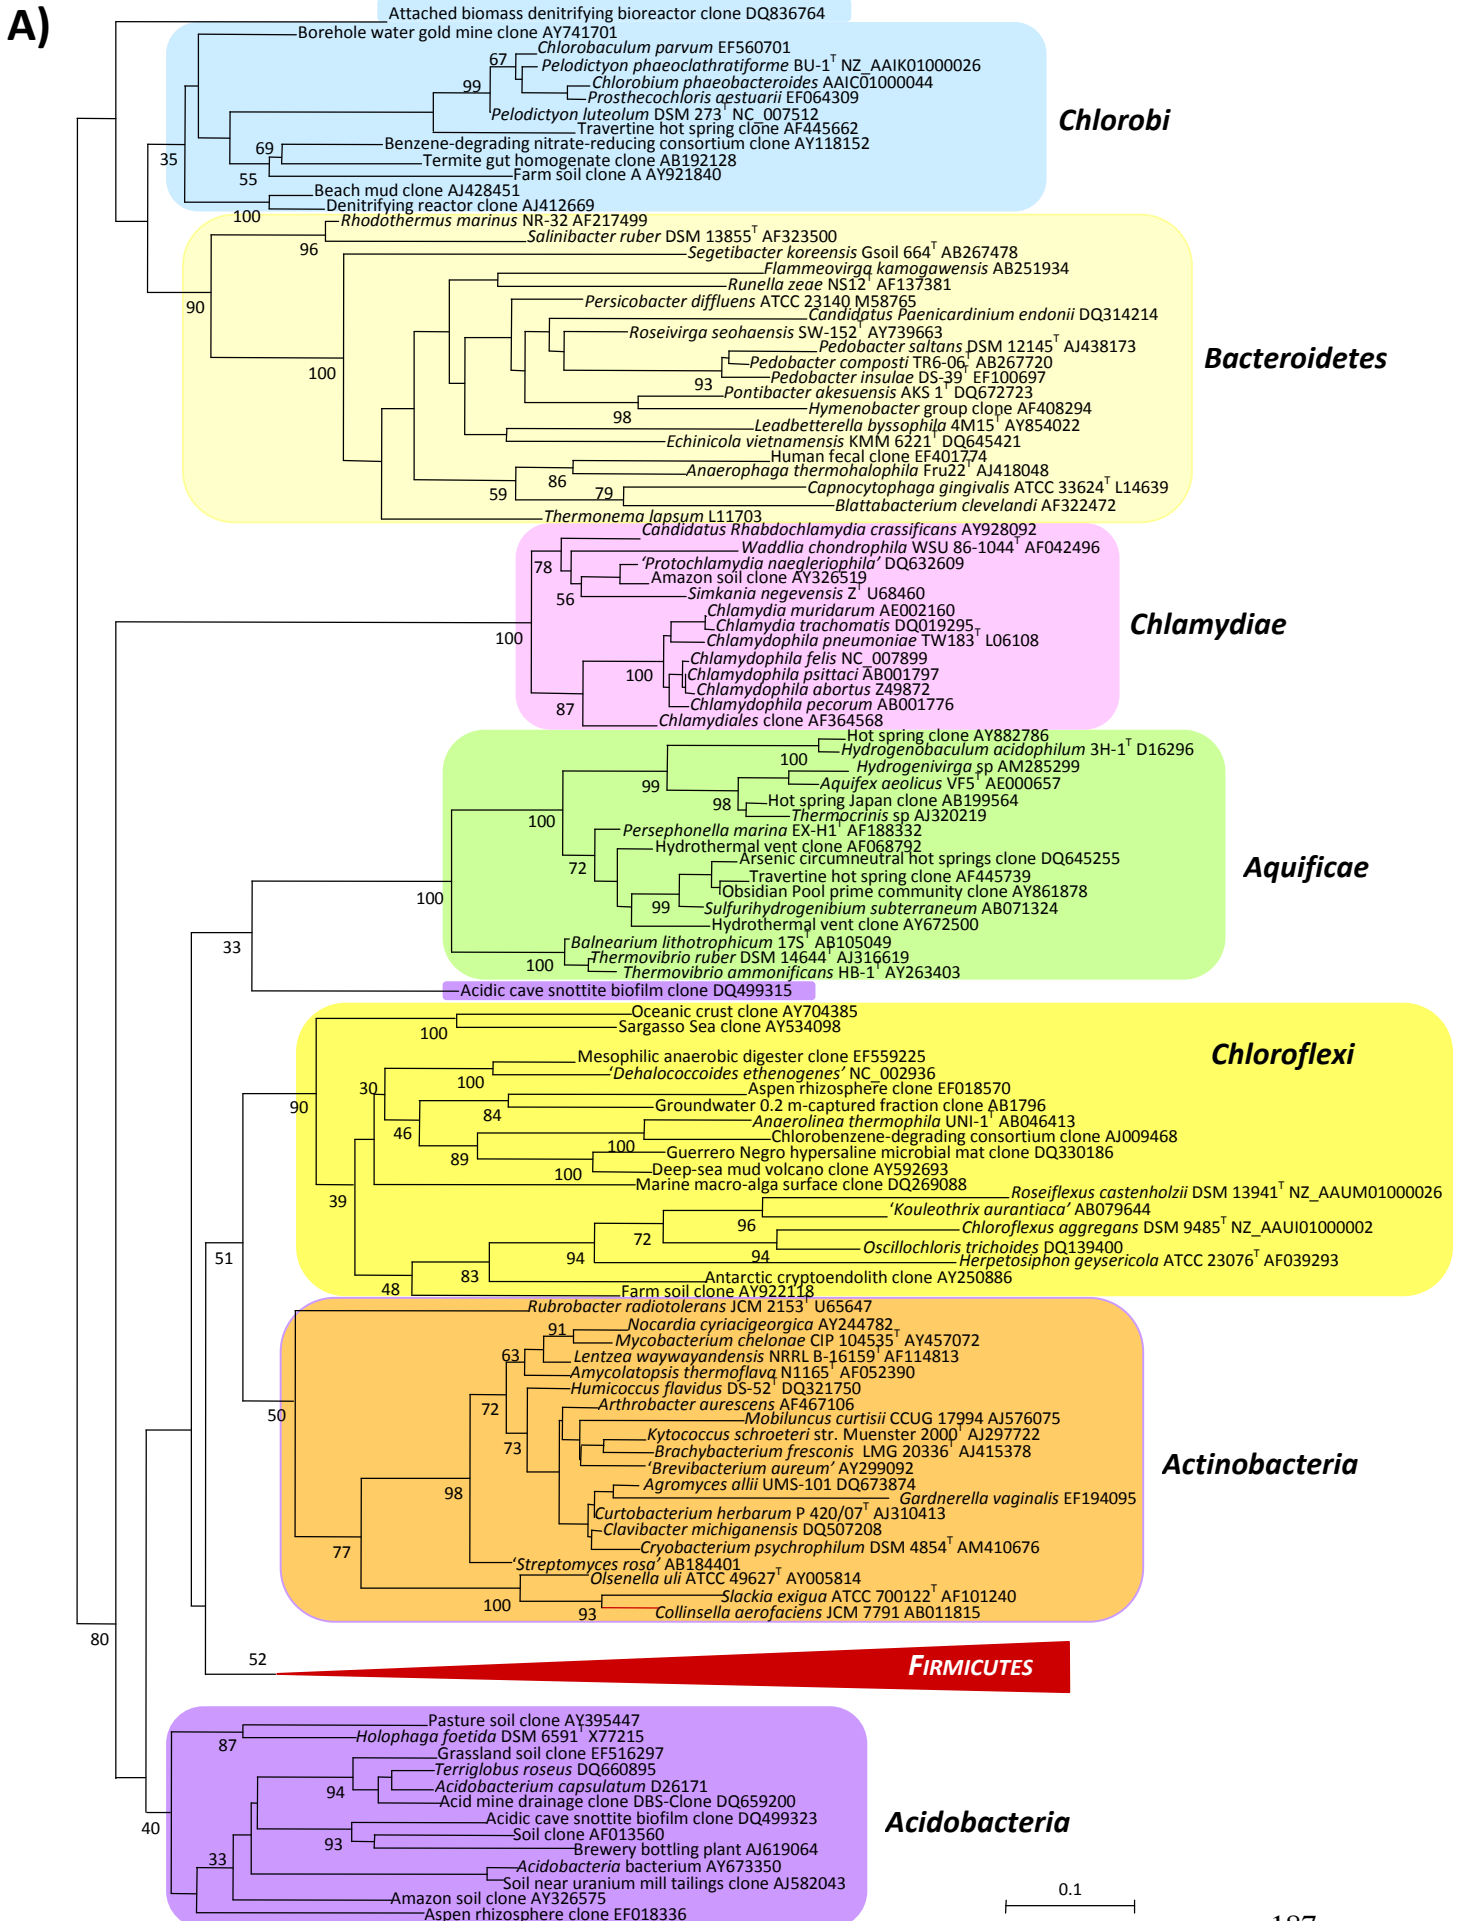 A)
Attached biomass denitrifying bioreactor clone DQ836764
Borehole water gold mine clone AY741701
Chlorobaculum parvum EF560701
67
Pelodictyon phaeoclathratiforme BU-1T NZ_AAIK01000026
Chlorobium phaeobacteroides AAIC01000044
99
Prosthecochloris aestuarii EF064309
Pelodictyon luteolum DSM 273T NC_007512
Chlorobi
Travertine hot spring clone AF445662
Benzene-degrading nitrate-reducing consortium clone AY118152
69
35
Termite gut homogenate clone AB192128
Farm soil clone A AY921840
55
Beach mud clone AJ428451
Denitrifying reactor clone AJ412669
100
Rhodothermus marinus NR-32 AF217499
Salinibacter ruber DSM 13855T AF323500
96
Segetibacter koreensis Gsoil 664T AB267478
Flammeovirga kamogawensis AB251934
Runella zeae NS12T AF137381
90
Persicobacter diffluens ATCC 23140 M58765
Candidatus Paenicardinium endonii DQ314214
Roseivirga seohaensis SW-152T AY739663
Pedobacter saltans DSM 12145T AJ438173
Bacteroidetes
Pedobacter composti TR6-06T AB267720
100
Pedobacter insulae DS-39T EF100697
93
Pontibacter akesuensis AKS 1T DQ672723
Hymenobacter group clone AF408294
98
Leadbetterella byssophila 4M15T AY854022
Echinicola vietnamensis KMM 6221T DQ645421
Human fecal clone EF401774
Anaerophaga thermohalophila Fru22T AJ418048
86
Capnocytophaga gingivalis ATCC 33624T L14639
59
79
Blattabacterium clevelandi AF322472
Thermonema lapsum L11703
Candidatus Rhabdochlamydia crassificans AY928092
Waddlia chondrophila WSU 86-1044T AF042496
78
‘Protochlamydia naegleriophila’ DQ632609
Amazon soil clone AY326519
Simkania negevensis ZT U68460
56
Chlamydia muridarum AE002160
Chlamydia trachomatis DQ019295
Chlamydiae
100
Chlamydophila pneumoniae TW183T L06108
Chlamydophila felis NC_007899
Chlamydophila psittaci AB001797
100
Chlamydophila abortus Z49872
Chlamydophila pecorum AB001776
87
Chlamydiales clone AF364568
Hot spring clone AY882786
Hydrogenobaculum acidophilum 3H-1T D16296
100
Hydrogenivirga sp AM285299
99
Aquifex aeolicus VF5T AE000657
Hot spring Japan clone AB199564
98
Thermocrinis sp AJ320219
100
Persephonella marina EX-H1T AF188332
Hydrothermal vent clone AF068792
Arsenic circumneutral hot springs clone DQ645255
72
Aquificae
Travertine hot spring clone AF445739
Obsidian Pool prime community clone AY861878
100
Sulfurihydrogenibium subterraneum AB071324
99
Hydrothermal vent clone AY672500
Balnearium lithotrophicum 17ST AB105049
33
Thermovibrio ruber DSM 14644T AJ316619
100
Thermovibrio ammonificans HB-1T AY263403
Acidic cave snottite biofilm clone DQ499315
Oceanic crust clone AY704385
Sargasso Sea clone AY534098
100
Chloroflexi
Mesophilic anaerobic digester clone EF559225
‘Dehalococcoides ethenogenes’ NC_002936
100
30
Aspen rhizosphere clone EF018570
90
Groundwater 0.2 m-captured fraction clone AB1796
84
Anaerolinea thermophila UNI-1T AB046413
46
Chlorobenzene-degrading consortium clone AJ009468
100
Guerrero Negro hypersaline microbial mat clone DQ330186
89
Deep-sea mud volcano clone AY592693
100
Marine macro-alga surface clone DQ269088
Roseiflexus castenholzii DSM 13941T NZ_AAUM01000026
39
‘Kouleothrix aurantiaca’ AB079644
96
Chloroflexus aggregans DSM 9485T NZ_AAUI01000002
72
Oscillochloris trichoides DQ139400
94
94
51
Herpetosiphon geysericola ATCC 23076T AF039293
83
Antarctic cryptoendolith clone AY250886
48
Farm soil clone AY922118
Rubrobacter radiotolerans JCM 2153T U65647
Nocardia cyriacigeorgica AY244782
91
Mycobacterium chelonae CIP 104535T AY457072
63
Lentzea waywayandensis NRRL B-16159T AF114813
Amycolatopsis thermoflava N1165T AF052390
Humicoccus flavidus DS-52T DQ321750
Arthrobacter aurescens AF467106
72
50
Mobiluncus curtisii CCUG 17994 AJ576075
Kytococcus schroeteri str. Muenster 2000T AJ297722
73
Brachybacterium fresconis LMG 20336T AJ415378
Actinobacteria
‘Brevibacterium aureum’ AY299092
Agromyces allii UMS-101 DQ673874
98
Gardnerella vaginalis EF194095
Curtobacterium herbarum P 420/07T AJ310413
Clavibacter michiganensis DQ507208
Cryobacterium psychrophilum DSM 4854T AM410676
77
‘Streptomyces rosa’ AB184401
Olsenella uli ATCC 49627T AY005814
Slackia exigua ATCC 700122T AF101240
100
93
Collinsella aerofaciens JCM 7791 AB011815
80
52
FIRMICUTES
Pasture soil clone AY395447
Holophaga foetida DSM 6591T X77215
87
Grassland soil clone EF516297
Terriglobus roseus DQ660895
Acidobacterium capsulatum D26171
94
Acid mine drainage clone DBS-Clone DQ659200
Acidic cave snottite biofilm clone DQ499323
Acidobacteria
40
Soil clone AF013560
93
Brewery bottling plant AJ619064
33
Acidobacteria bacterium AY673350
Soil near uranium mill tailings clone AJ582043
0.1
Amazon soil clone AY326575
Aspen rhizosphere clone EF018336
187